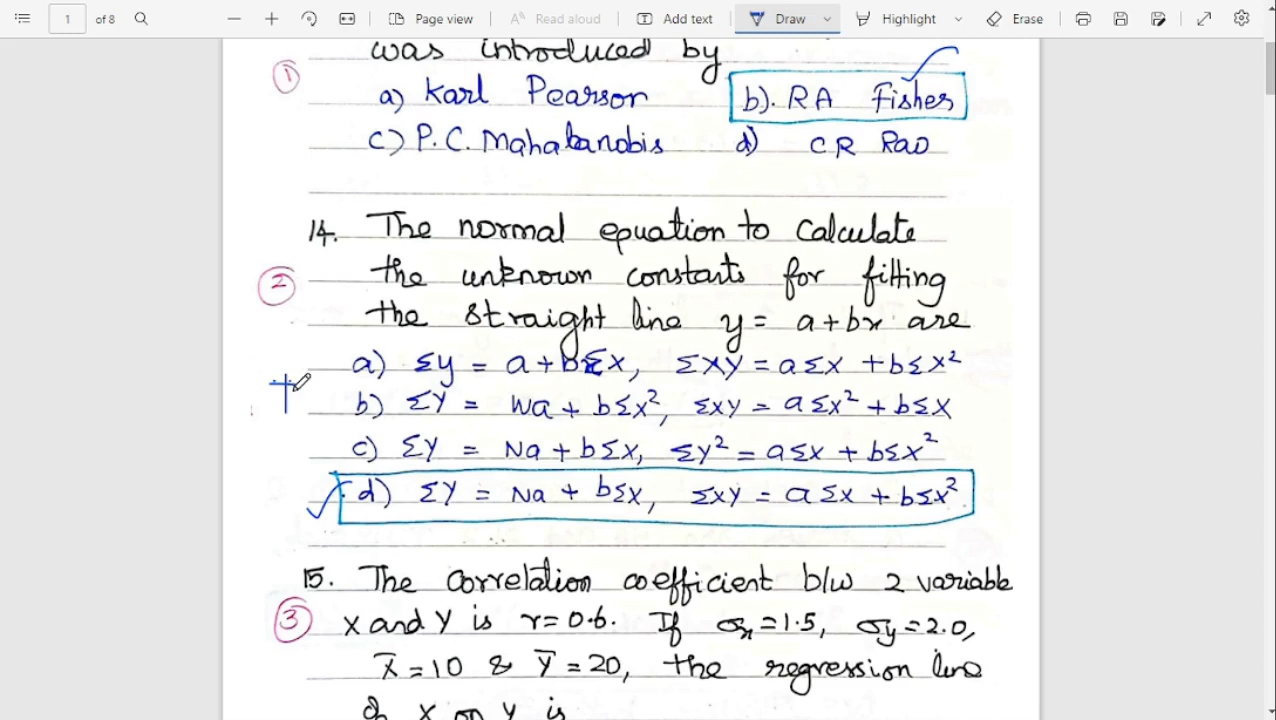 1 of 8 Page view Read aloud Add text Draw Highlight Erase
was introduced by
1
a) Karl Pearson b). RA Fisher
c) P.C. Mahalanobis d) CR Rao
14. The normal equation to calculate
2 the unknown constants for fitting
the straight line y = a+bx are
a) Σy = a + bΣx, ΣXY = aΣx + bΣx²
b) ΣY = Na + bΣx², Σxy = aΣx² + bΣx
c) ΣY = Na + bΣx, ΣY² = aΣx + bΣx²
d) ΣY = Na + bΣx, Σxy = aΣx + bΣx²
15. The correlation coefficient b/w 2 variable
3 X and Y is r=0.6. If σx=1.5, σy=2.0,
X̅=10 & Y̅=20, the regression line
of X on Y is